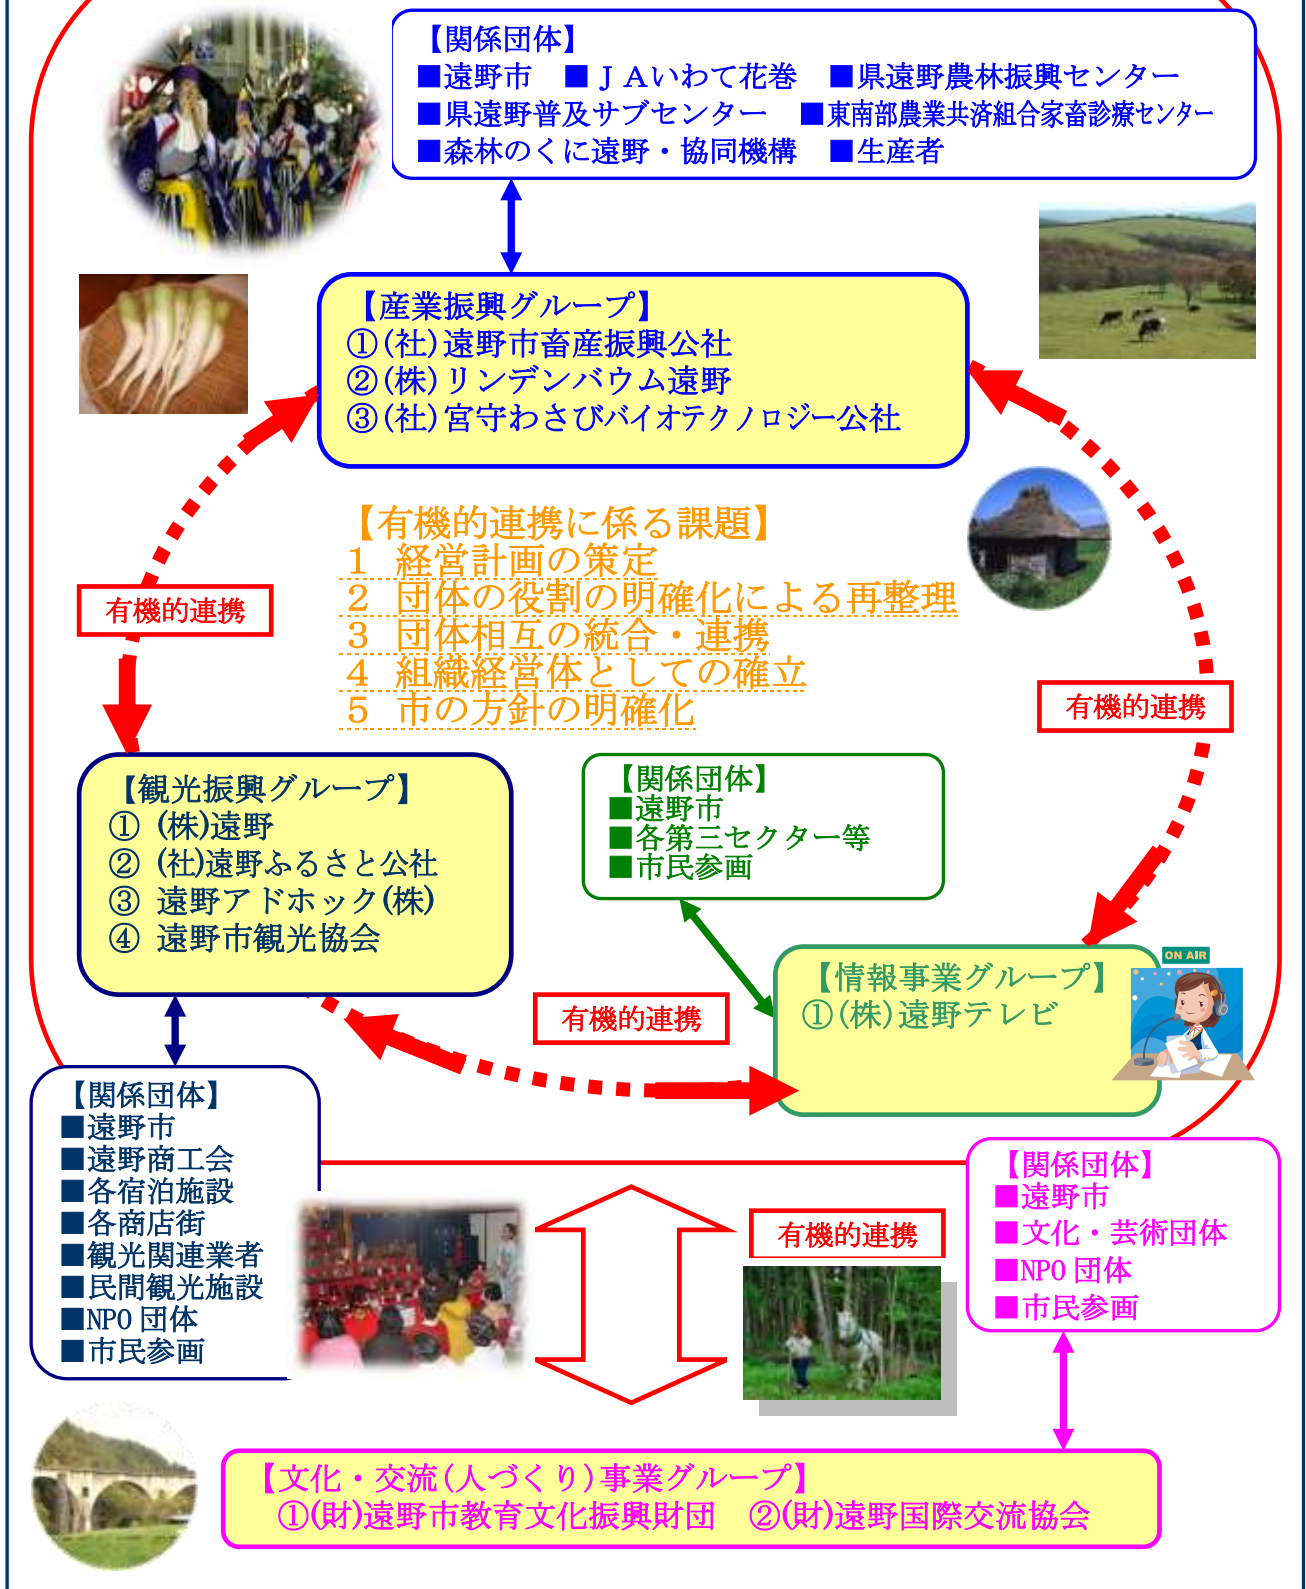 【関係団体】
■遠野市　■ＪＡいわて花巻　■県遠野農林振興センター
■県遠野普及サブセンター　■東南部農業共済組合家畜診療センター
■森林のくに遠野・協同機構　■生産者
【産業振興グループ】
①(社)遠野市畜産振興公社
②(株)リンデンバウム遠野
③(社)宮守わさびバイオテクノロジー公社
【有機的連携に係る課題】
１　経営計画の策定
２　団体の役割の明確化による再整理
３　団体相互の統合・連携
４　組織経営体としての確立
５　市の方針の明確化
有機的連携
有機的連携
【観光振興グループ】
① (株)遠野
② (社)遠野ふるさと公社
③ 遠野アドホック(株)
④ 遠野市観光協会
【関係団体】
■遠野市
■各第三セクター等
■市民参画
【情報事業グループ】
①(株)遠野テレビ
ON AIR
有機的連携
【関係団体】
■遠野市
■遠野商工会
■各宿泊施設
■各商店街
■観光関連業者
■民間観光施設
■NPO 団体
■市民参画
有機的連携
【関係団体】
■遠野市
■文化・芸術団体
■NPO 団体
■市民参画
【文化・交流(人づくり)事業グループ】
①(財)遠野市教育文化振興財団　②(財)遠野国際交流協会